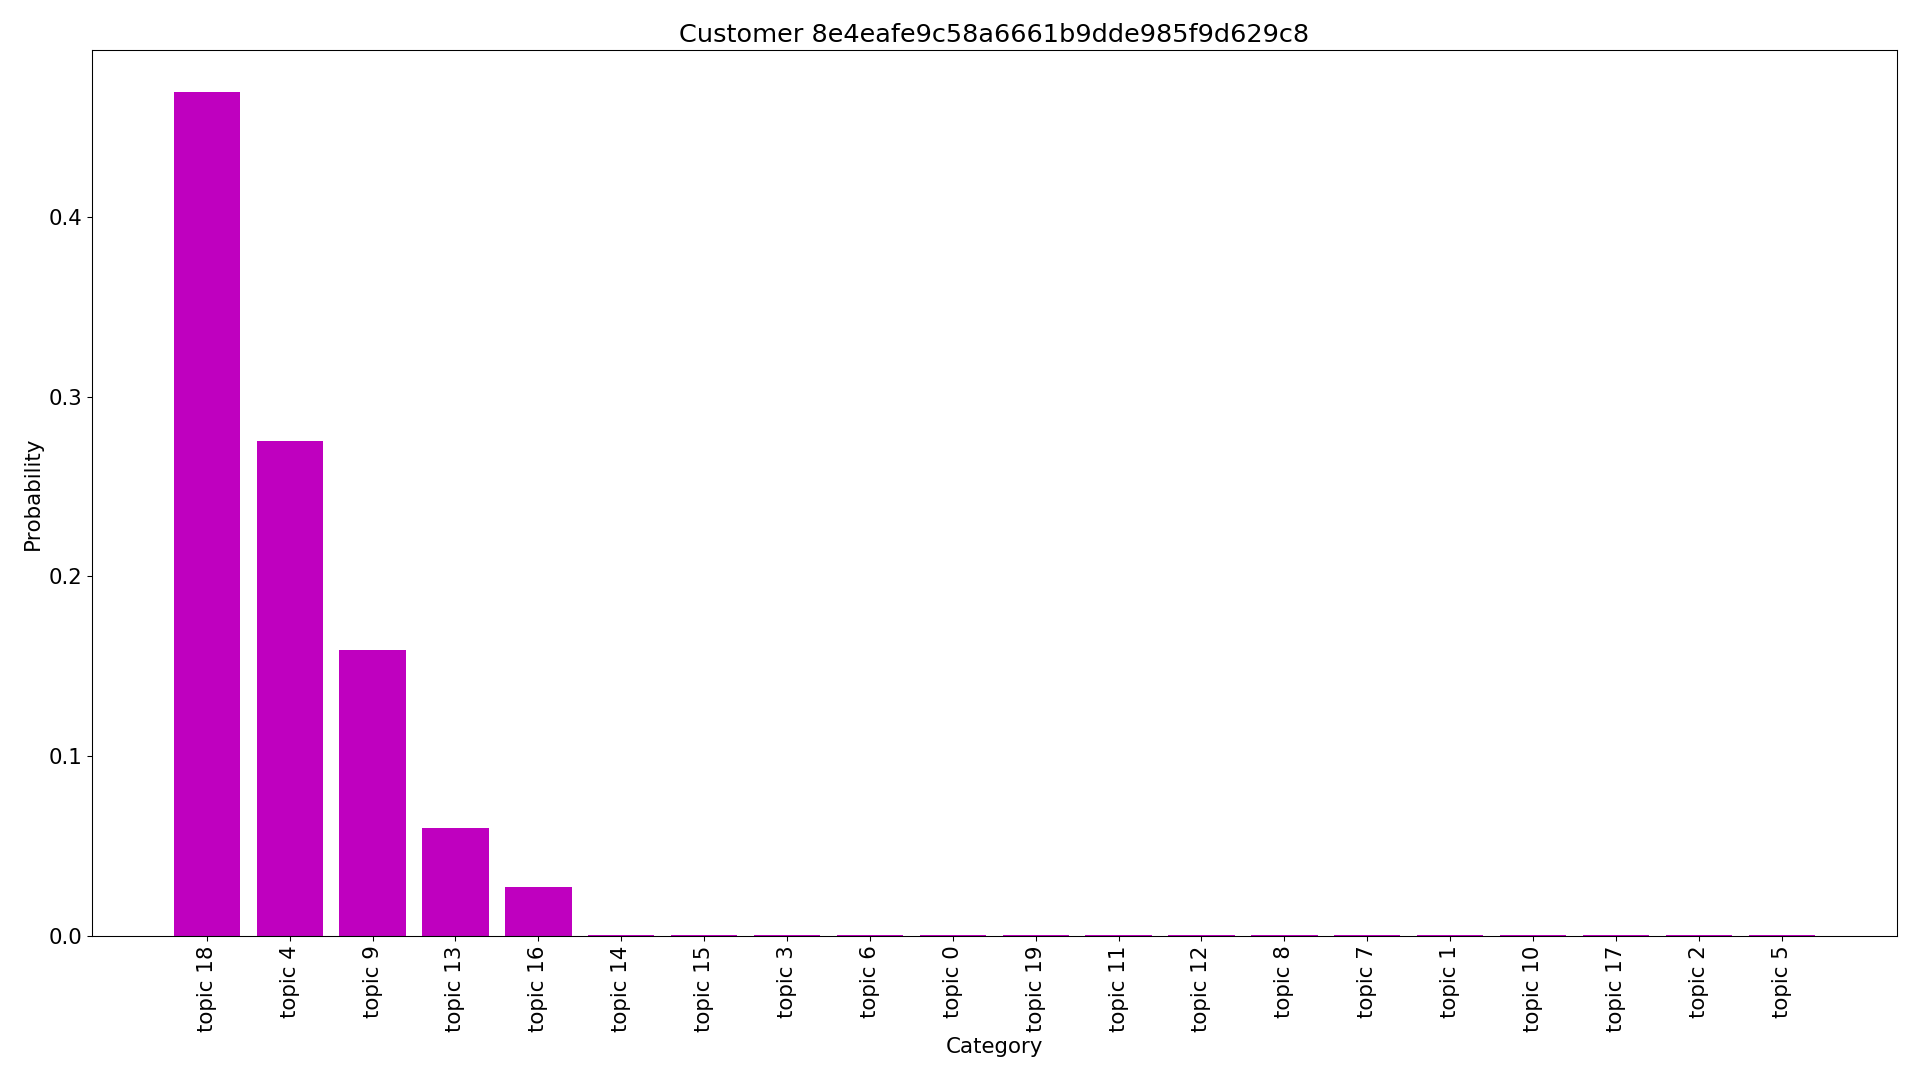 Customer 8e4eafe9c58a6661b9dde985f9d629c8
Probability
0.4
0.3
0.2
0.1
0.0
topic 18
topic 4
topic 9
topic 13
topic 16
topic 14
topic 15
topic 3
topic 6
topic 0
topic 19
topic 11
topic 12
topic 8
topic 7
topic 1
topic 10
topic 17
topic 2
topic 5
Category